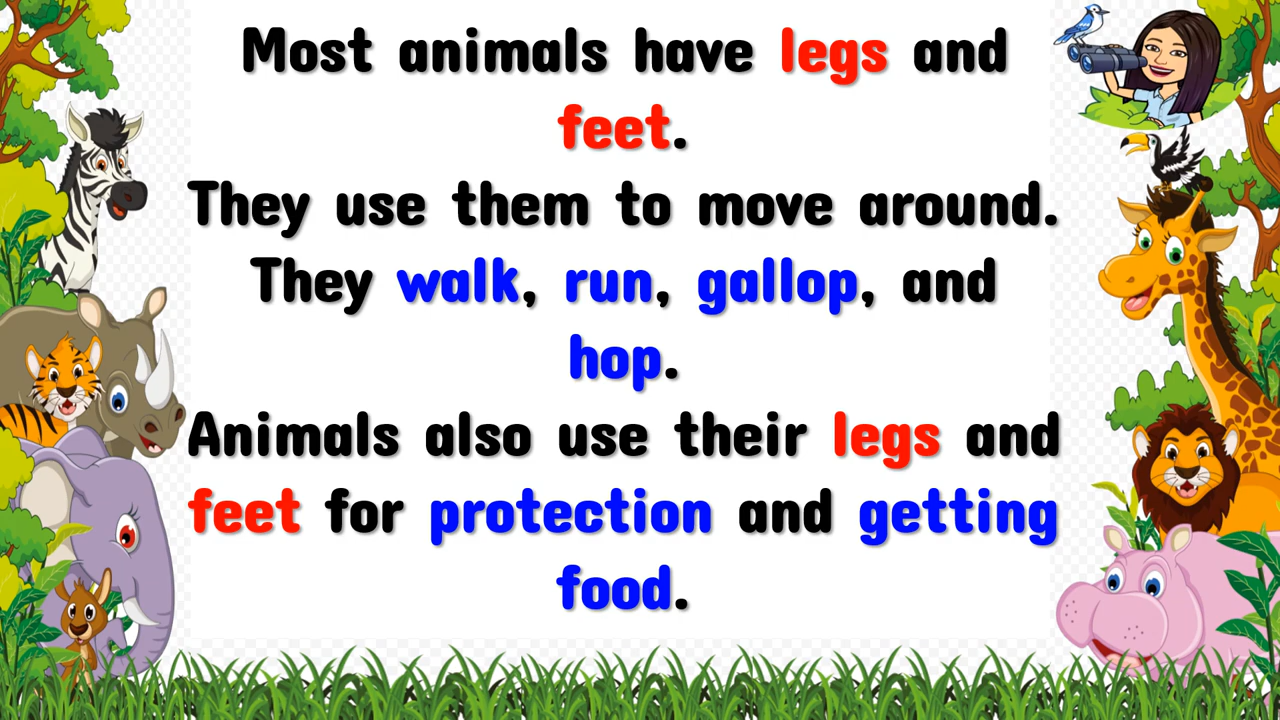 Most animals have legs and
feet.
They use them to move around.
They walk, run, gallop, and
hop.
Animals also use their legs and
feet for protection and getting
food.